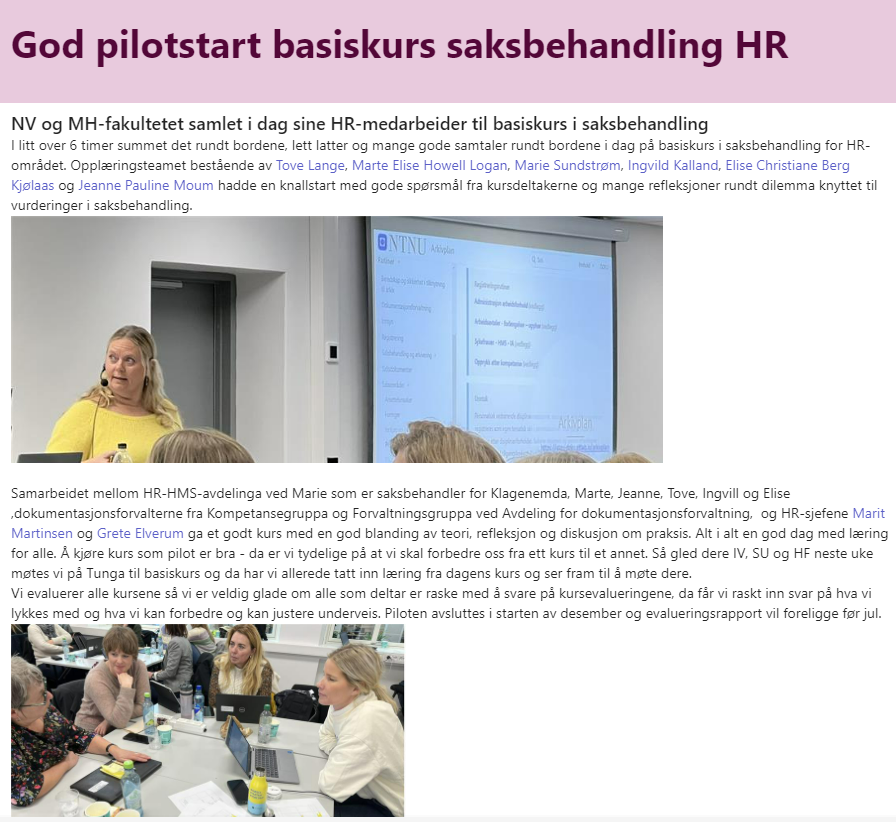 God pilotstart basiskurs saksbehandling HR
NV og MH-fakultetet samlet i dag sine HR-medarbeider til basiskurs i saksbehandling
I litt over 6 timer summet det rundt bordene, lett latter og mange gode samtaler rundt bordene i dag på basiskurs i saksbehandling for HR-
området. Opplæringsteamet bestående av Tove Lange, Marte Elise Howell Logan, Marie Sundstrøm, Ingvild Kalland, Elise Christiane Berg
Kjølaas og Jeanne Pauline Moum hadde en knallstart med gode spørsmål fra kursdeltakerne og mange refleksjoner rundt dilemma knyttet til
vurderinger i saksbehandling.
NTNU Arkivplan
Søk
Registreringsrutiner
Dokumentasjonsforvaltning
Arkivplan
Samarbeidet mellom HR-HMS-avdelinga ved Marie som er saksbehandler for Klagenemda, Marte, Jeanne, Tove, Ingvill og Elise
,dokumentasjonsforvalterne fra Kompetansegruppa og Forvaltningsgruppa ved Avdeling for dokumentasjonsforvaltning,  og HR-sjefene Marit
Martinsen og Grete Elverum ga et godt kurs med en god blanding av teori, refleksjon og diskusjon om praksis. Alt i alt en god dag med læring
for alle. Å kjøre kurs som pilot er bra - da er vi tydelige på at vi skal forbedre oss fra ett kurs til et annet. Så gled dere IV, SU og HF neste uke
møtes vi på Tunga til basiskurs og da har vi allerede tatt inn læring fra dagens kurs og ser fram til å møte dere.
Vi evaluerer alle kursene så vi er veldig glade om alle som deltar er raske med å svare på kursevalueringene, da får vi raskt inn svar på hva vi
lykkes med og hva vi kan forbedre og kan justere underveis. Piloten avsluttes i starten av desember og evalueringsrapport vil foreligge før jul.